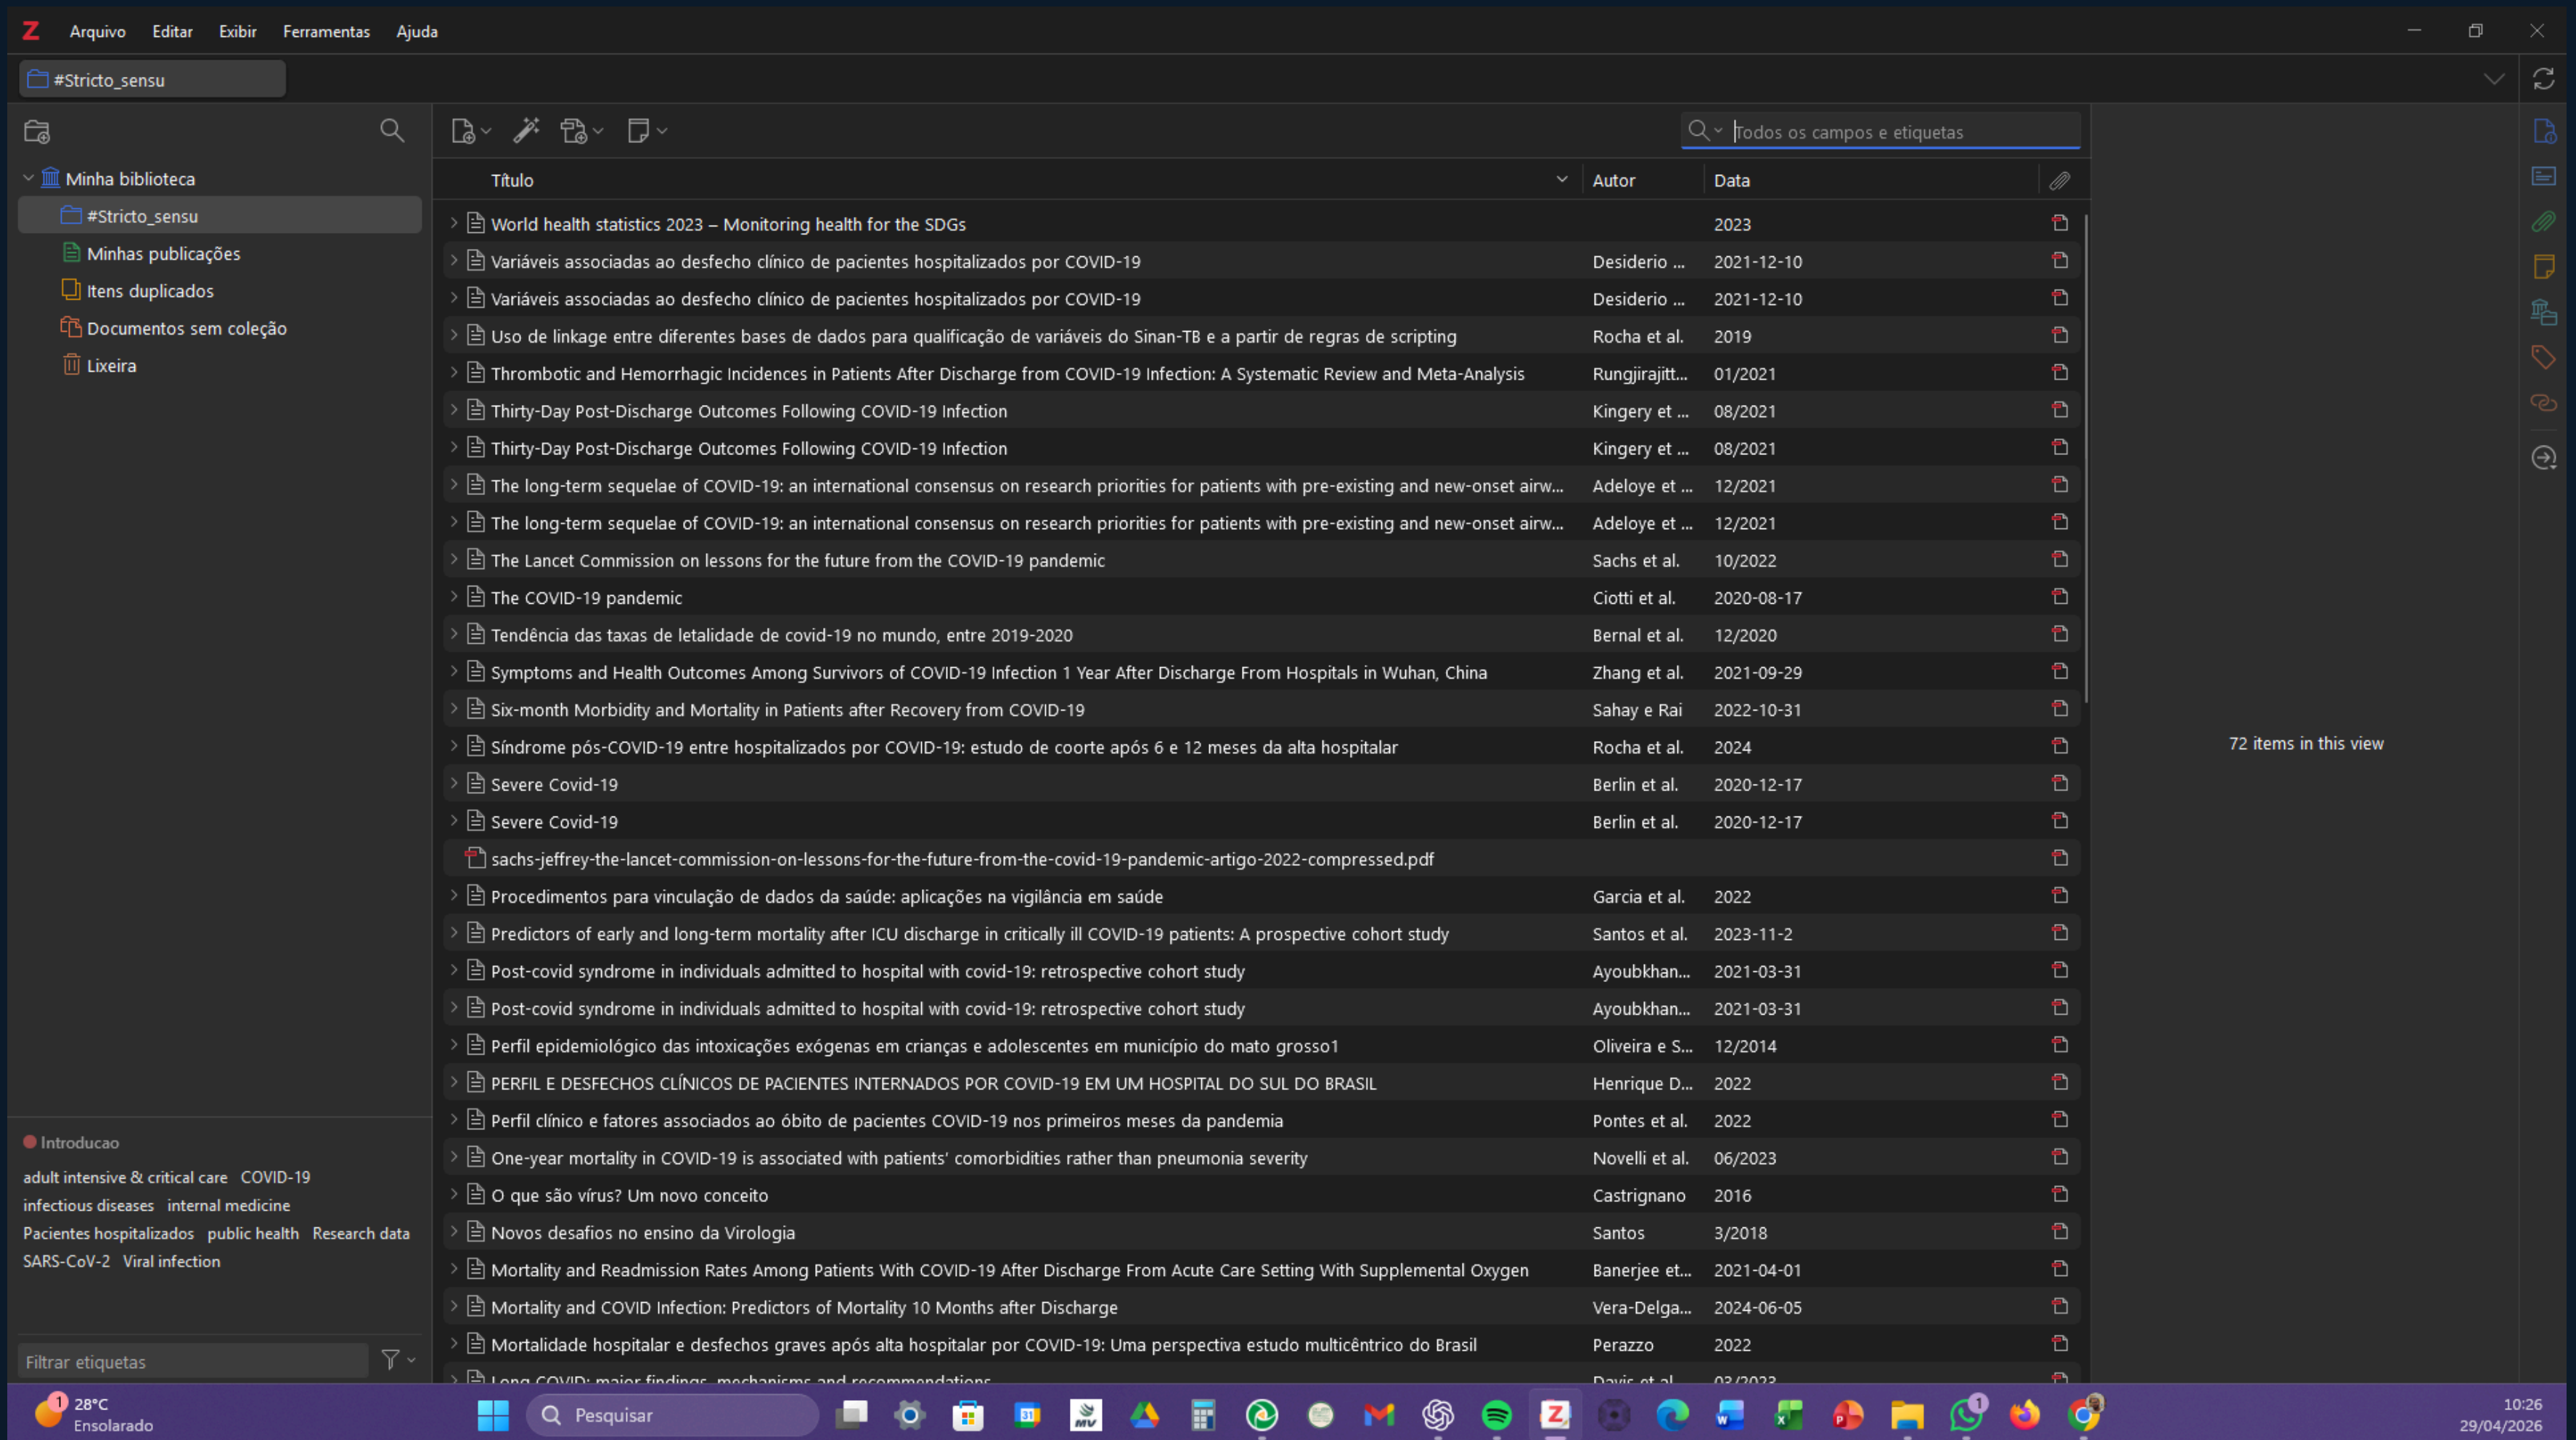 Z Arquivo Editar Exibir Ferramentas Ajuda
#Stricto_sensu
Todos os campos e etiquetas
Minha biblioteca
#Stricto_sensu
Minhas publicações
Itens duplicados
Documentos sem coleção
Lixeira
Título Autor Data
World health statistics 2023 – Monitoring health for the SDGs 2023
Variáveis associadas ao desfecho clínico de pacientes hospitalizados por COVID-19 Desiderio ... 2021-12-10
Variáveis associadas ao desfecho clínico de pacientes hospitalizados por COVID-19 Desiderio ... 2021-12-10
Uso de linkage entre diferentes bases de dados para qualificação de variáveis do Sinan-TB e a partir de regras de scripting Rocha et al. 2019
Thrombotic and Hemorrhagic Incidences in Patients After Discharge from COVID-19 Infection: A Systematic Review and Meta-Analysis Rungjirajitt... 01/2021
Thirty-Day Post-Discharge Outcomes Following COVID-19 Infection Kingery et ... 08/2021
Thirty-Day Post-Discharge Outcomes Following COVID-19 Infection Kingery et ... 08/2021
The long-term sequelae of COVID-19: an international consensus on research priorities for patients with pre-existing and new-onset airw... Adeloye et ... 12/2021
The long-term sequelae of COVID-19: an international consensus on research priorities for patients with pre-existing and new-onset airw... Adeloye et ... 12/2021
The Lancet Commission on lessons for the future from the COVID-19 pandemic Sachs et al. 10/2022
The COVID-19 pandemic Ciotti et al. 2020-08-17
Tendência das taxas de letalidade de covid-19 no mundo, entre 2019-2020 Bernal et al. 12/2020
Symptoms and Health Outcomes Among Survivors of COVID-19 Infection 1 Year After Discharge From Hospitals in Wuhan, China Zhang et al. 2021-09-29
Six-month Morbidity and Mortality in Patients after Recovery from COVID-19 Sahay e Rai 2022-10-31
Síndrome pós-COVID-19 entre hospitalizados por COVID-19: estudo de coorte após 6 e 12 meses da alta hospitalar Rocha et al. 2024
Severe Covid-19 Berlin et al. 2020-12-17
Severe Covid-19 Berlin et al. 2020-12-17
sachs-jeffrey-the-lancet-commission-on-lessons-for-the-future-from-the-covid-19-pandemic-artigo-2022-compressed.pdf
Procedimentos para vinculação de dados da saúde: aplicações na vigilância em saúde Garcia et al. 2022
Predictors of early and long-term mortality after ICU discharge in critically ill COVID-19 patients: A prospective cohort study Santos et al. 2023-11-2
Post-covid syndrome in individuals admitted to hospital with covid-19: retrospective cohort study Ayoubkhan... 2021-03-31
Post-covid syndrome in individuals admitted to hospital with covid-19: retrospective cohort study Ayoubkhan... 2021-03-31
Perfil epidemiológico das intoxicações exógenas em crianças e adolescentes em município do mato grosso1 Oliveira e S... 12/2014
PERFIL E DESFECHOS CLÍNICOS DE PACIENTES INTERNADOS POR COVID-19 EM UM HOSPITAL DO SUL DO BRASIL Henrique D... 2022
Perfil clínico e fatores associados ao óbito de pacientes COVID-19 nos primeiros meses da pandemia Pontes et al. 2022
One-year mortality in COVID-19 is associated with patients' comorbidities rather than pneumonia severity Novelli et al. 06/2023
O que são vírus? Um novo conceito Castrignano 2016
Novos desafios no ensino da Virologia Santos 3/2018
Mortality and Readmission Rates Among Patients With COVID-19 After Discharge From Acute Care Setting With Supplemental Oxygen Banerjee et... 2021-04-01
Mortality and COVID Infection: Predictors of Mortality 10 Months after Discharge Vera-Delga... 2024-06-05
Mortalidade hospitalar e desfechos graves após alta hospitalar por COVID-19: Uma perspectiva estudo multicêntrico do Brasil Perazzo 2022
Long COVID: major findings, mechanisms and recommendations Davis et al. 03/2023
72 items in this view
Introducao
adult intensive & critical care COVID-19
infectious diseases internal medicine
Pacientes hospitalizados public health Research data
SARS-CoV-2 Viral infection
Filtrar etiquetas
1 28°C
Ensolarado
Pesquisar
31
MV
Z
W
X
P
1
10:26
29/04/2026